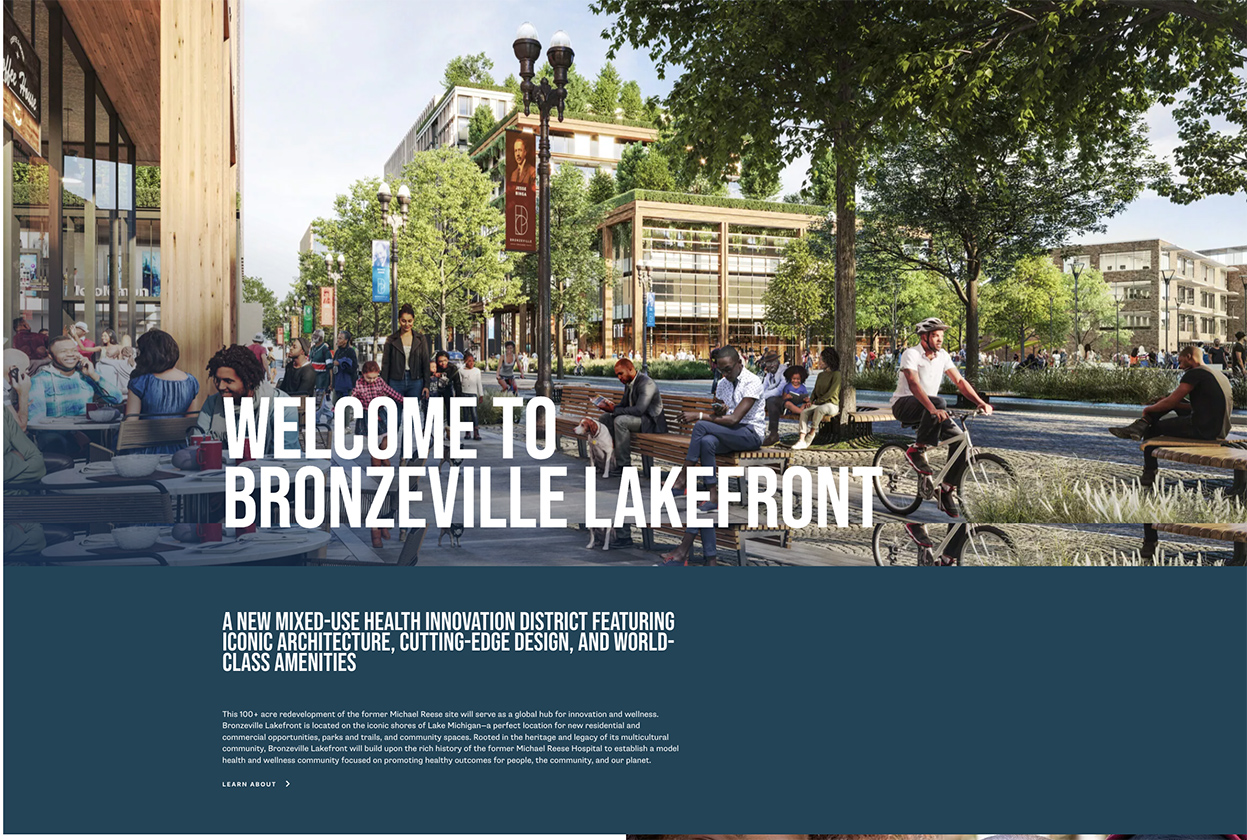 Coffee House
JESSE
BINGA
BRONZEVILLE
WELCOME TO
BRONZEVILLE LAKEFRONT
A NEW MIXED-USE HEALTH INNOVATION DISTRICT FEATURING
ICONIC ARCHITECTURE, CUTTING-EDGE DESIGN, AND WORLD-
CLASS AMENITIES
This 100+ acre redevelopment of the former Michael Reese site will serve as a global hub for innovation and wellness.
Bronzeville Lakefront is located on the iconic shores of Lake Michigan—a perfect location for new residential and
commercial opportunities, parks and trails, and community spaces. Rooted in the heritage and legacy of its multicultural
community, Bronzeville Lakefront will build upon the rich history of the former Michael Reese Hospital to establish a model
health and wellness community focused on promoting healthy outcomes for people, the community, and our planet.
LEARN ABOUT